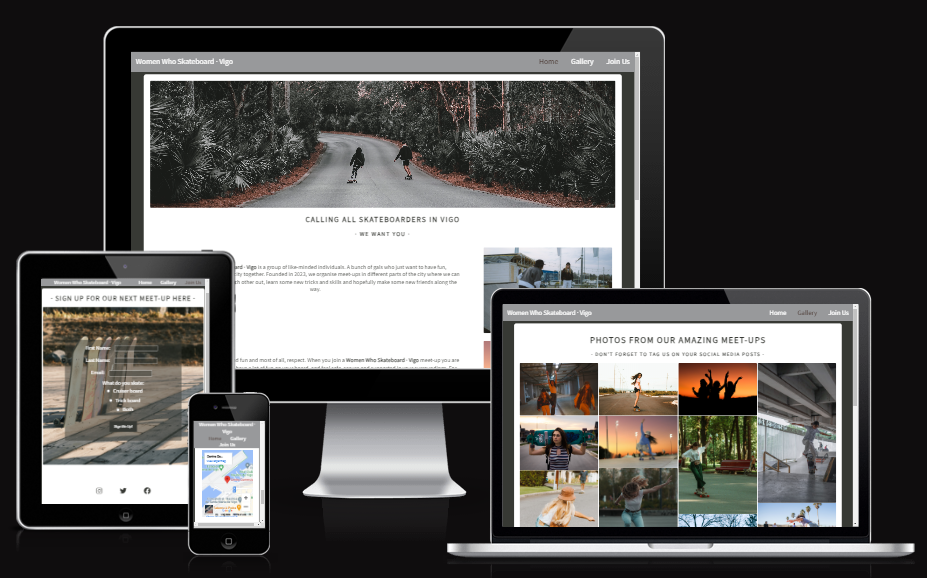 Women Who Skateboard - Vigo
Home Gallery Join Us
CALLING ALL SKATEBOARDERS IN VIGO
- WE WANT YOU -
ard - Vigo is a group of like-minded individuals. A bunch of gals who just want to have fun,
city together. Founded in 2023, we organise meet-ups in different parts of the city where we can
ch other out, learn some new tricks and skills and hopefully make some new friends along the
way.
d fun and most of all, respect. When you join a Women Who Skateboard - Vigo meet-up you are
Women Who Skateboard - Vigo
Home Gallery Join Us
- SIGN UP FOR OUR NEXT MEET-UP HERE -
First Name:
Last Name:
Email:
What do you skate:
Cruiser board
Trick board
Both
Sign Me Up!
Women Who Skateboard -
Vigo
Home Gallery
Join Us
Women Who Skateboard - Vigo
Home Gallery Join Us
PHOTOS FROM OUR AMAZING MEET-UPS
- DON'T FORGET TO TAG US ON YOUR SOCIAL MEDIA POSTS -